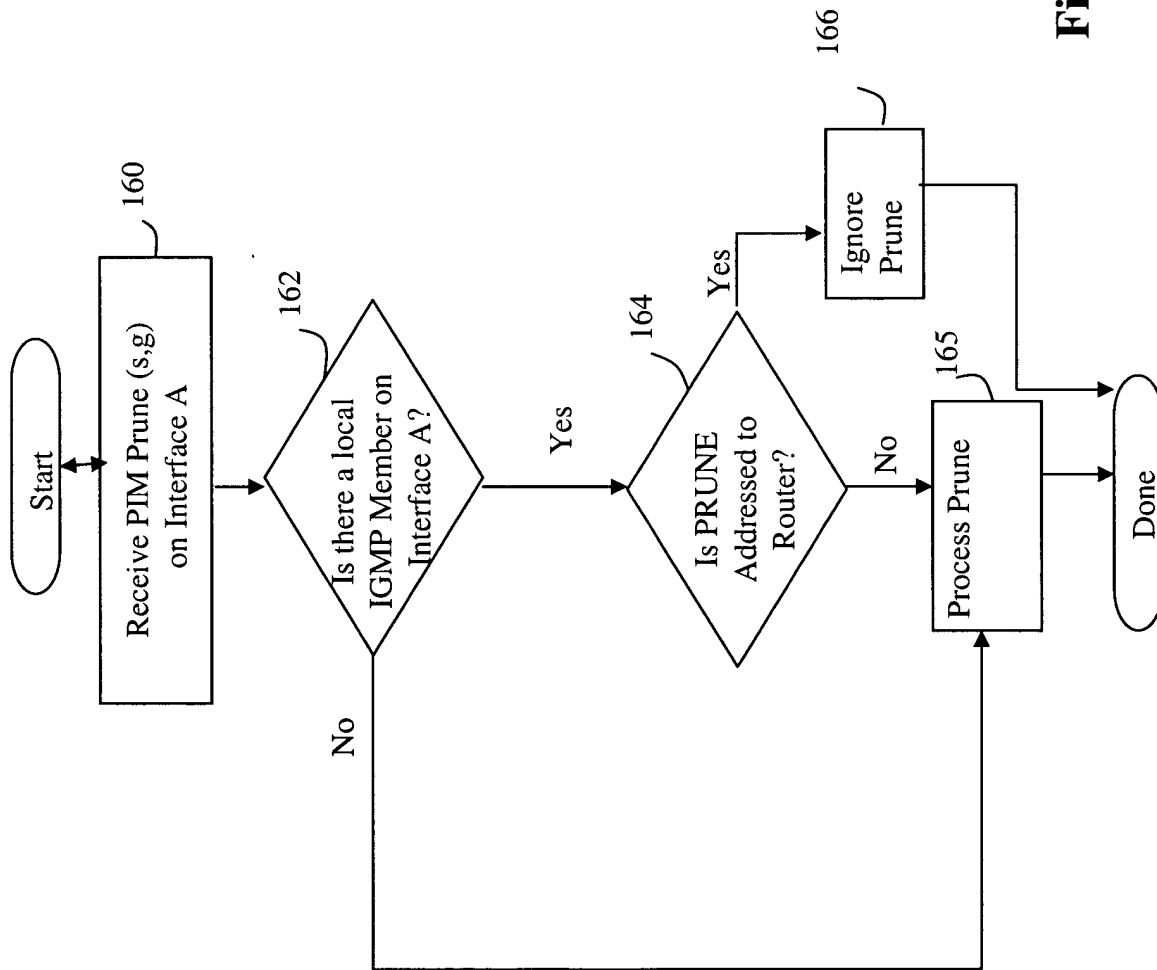 Start
160
Receive PIM Prune (s,g)
on Interface A
162
Is there a local
IGMP Member on
Interface A?
No
Yes
164
Is PRUNE
Addressed to
Router?
Yes
166
Ignore
Prune
No
165
Process Prune
Done